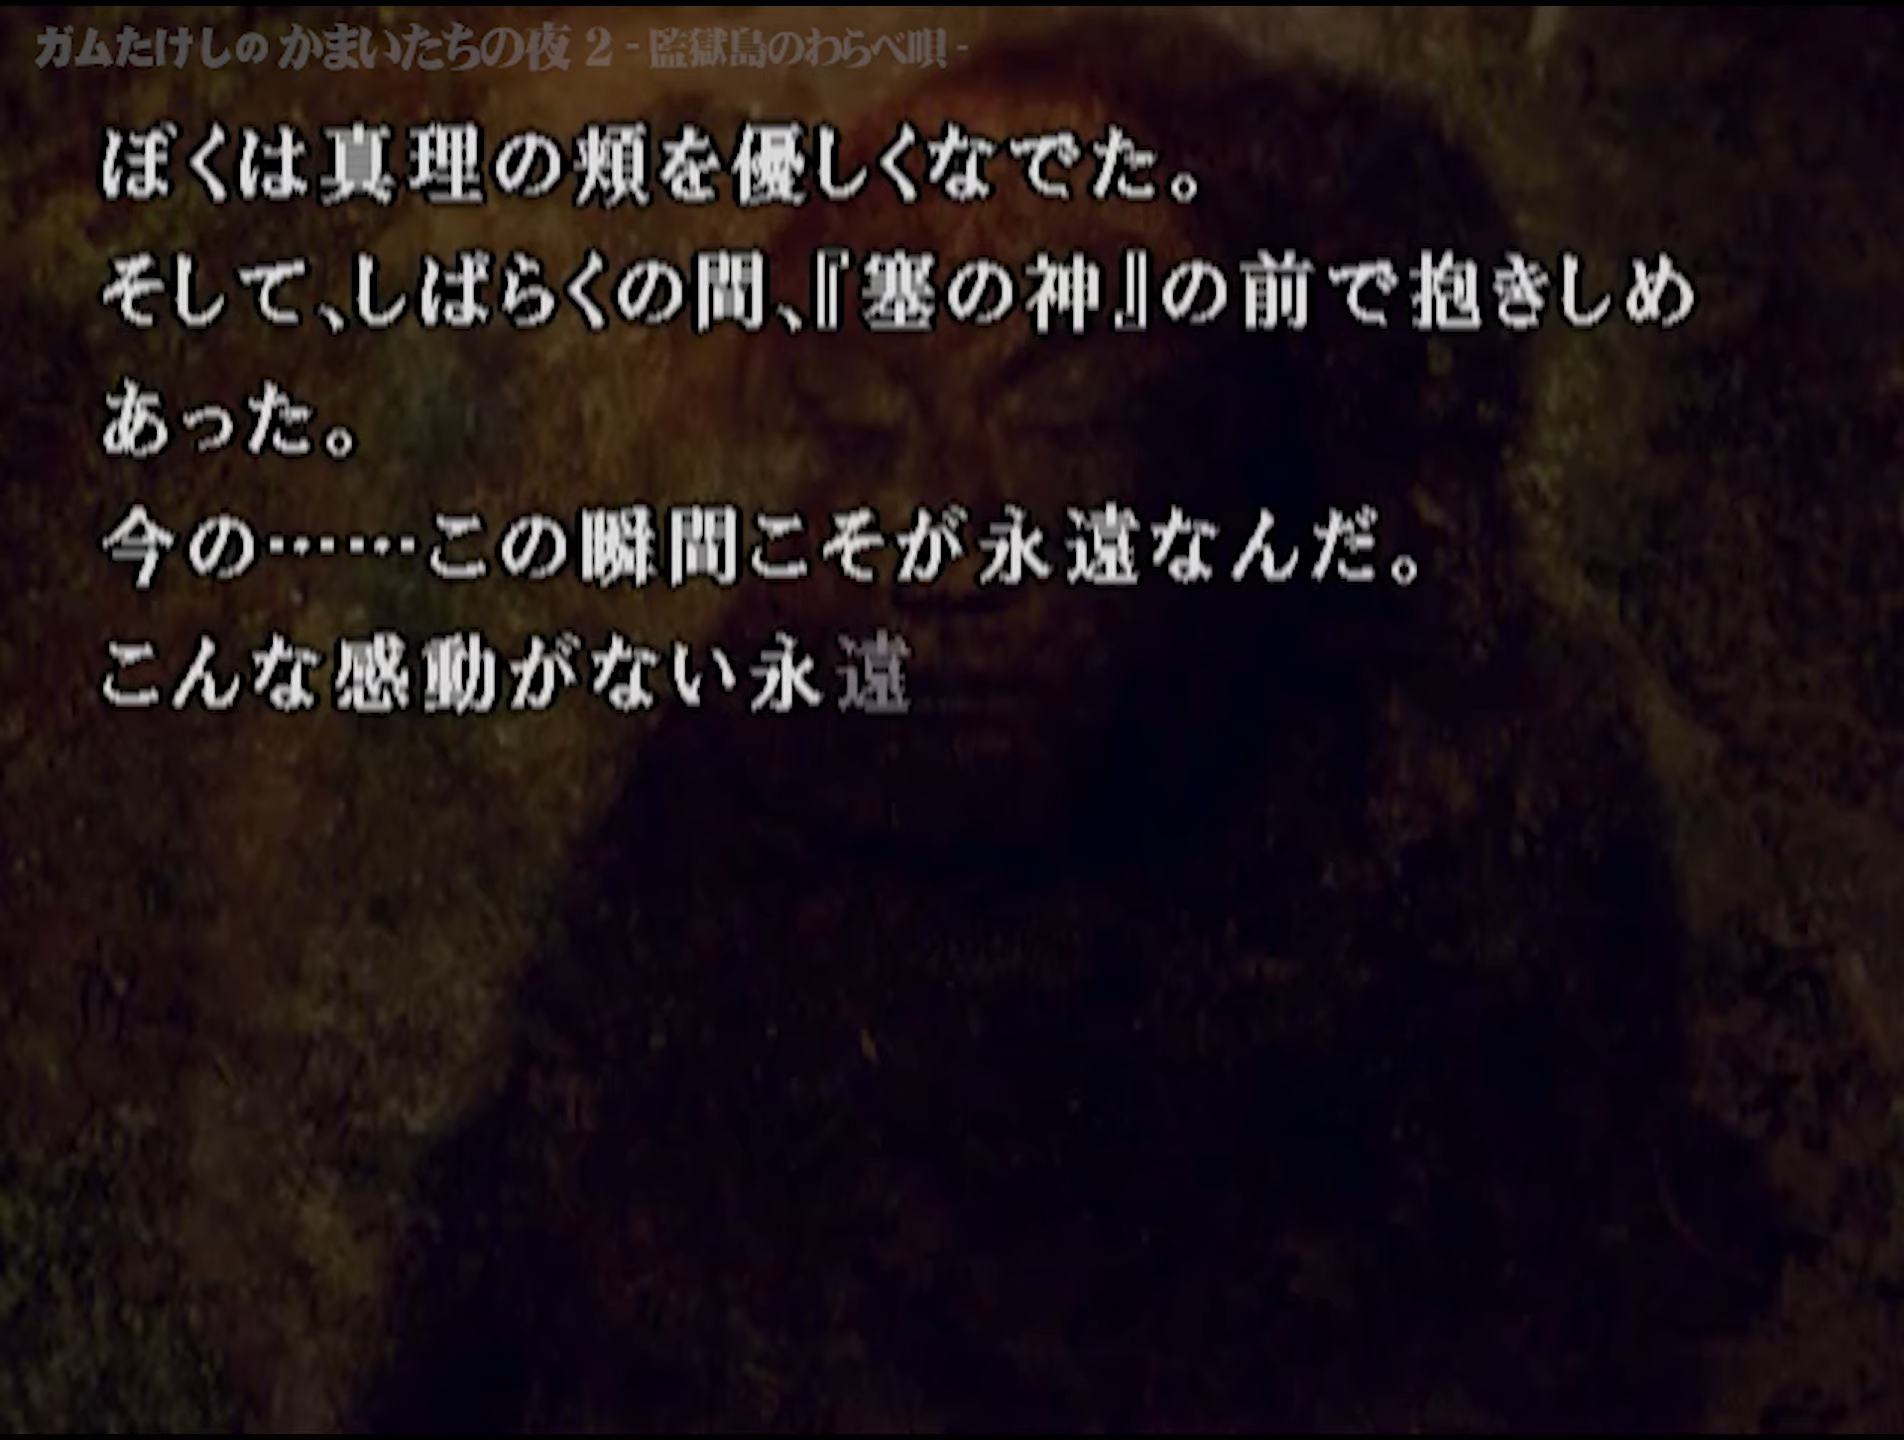 ガムたけしの かまいたちの夜 2 - 監獄島のわらべ唄 -
ぼくは真理の頬を優しくなでた。
そして、しばらくの間、『塞の神』の前で抱きしめ
あった。
今の……この瞬間こそが永遠なんだ。
こんな感動がない永遠